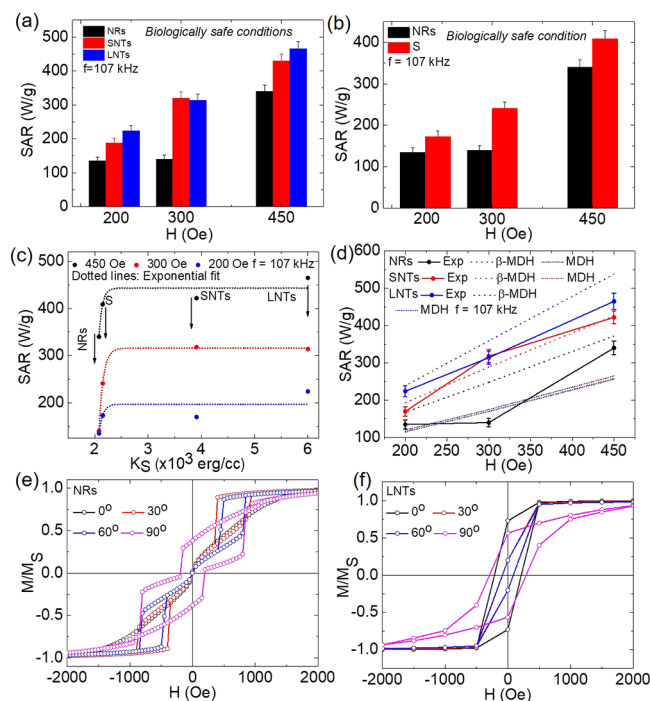 (a)
NRs
SNTs
LNTs
f=107 kHz
Biologically safe conditions
SAR (W/g)
500
400
300
200
100
0
200 300 450
H (Oe)
(b)
NRs
S
f = 107 kHz
Biologically safe condition
SAR (W/g)
450
400
350
300
250
200
150
100
50
0
200 300 450
H (Oe)
(c)
450 Oe 300 Oe 200 Oe f = 107 kHz
Dotted lines: Exponential fit
NRs
S
SNTs
LNTs
SAR (W/g)
500
400
300
200
2 3 4 5 6
KS (x10³ erg/cc)
(d)
NRs Exp β-MDH MDH
SNTs Exp β-MDH MDH
LNTs Exp β-MDH
MDH f = 107 kHz
SAR (W/g)
600
500
400
300
200
100
200 250 300 350 400 450
H (Oe)
(e)
NRs
0° 30°
60° 90°
M/MS
1.0
0.5
0.0
-0.5
-1.0
-2000 -1000 0 1000 2000
H (Oe)
(f)
LNTs
0° 30°
60° 90°
M/MS
1.0
0.5
0.0
-0.5
-1.0
-2000 -1000 0 1000 2000
H (Oe)